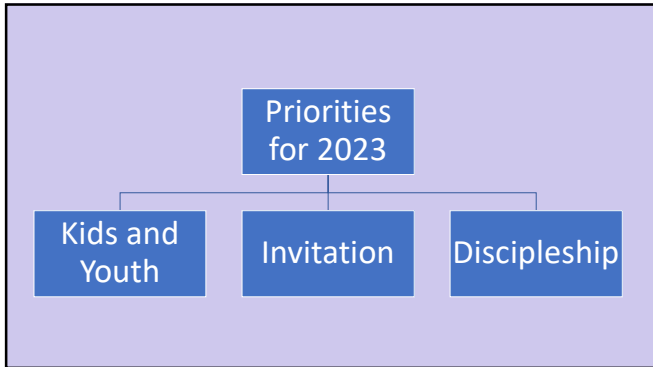 Priorities
for 2023
Kids and
Youth
Invitation
Discipleship